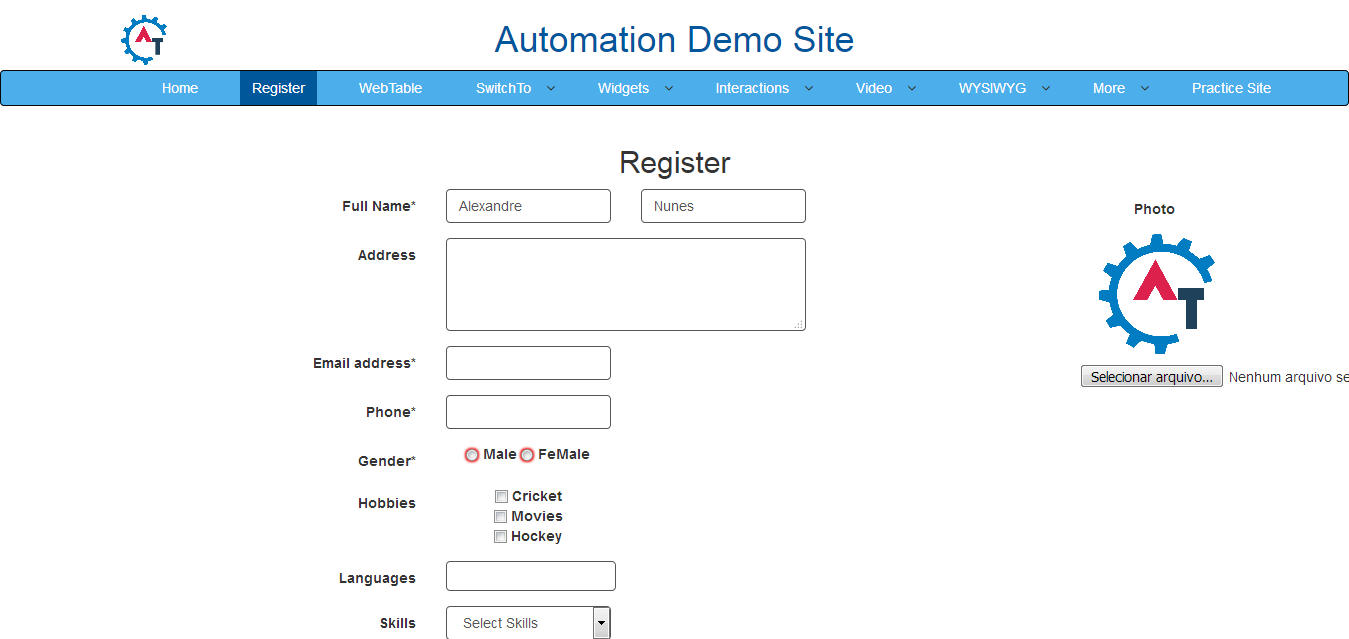 AT
Automation Demo Site
Home Register WebTable SwitchTo Widgets Interactions Video WYSIWYG More Practice Site
Register
Full Name* Alexandre Nunes
Photo
Address
AT
Email address*
Selecionar arquivo... Nenhum arquivo
Phone*
Gender* Male FeMale
Hobbies Cricket
Movies
Hockey
Languages
Skills Select Skills